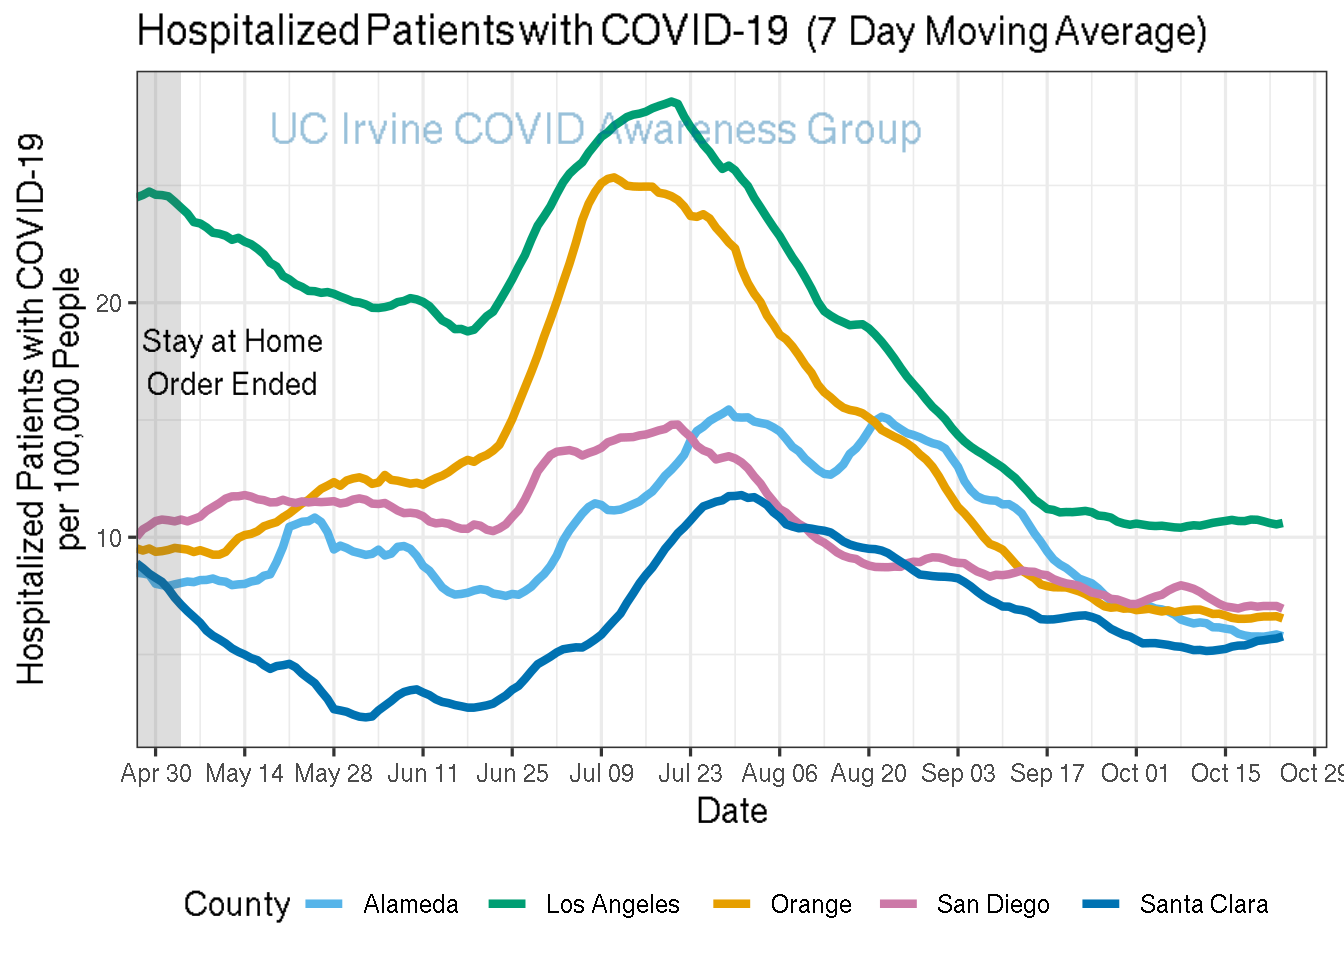 Hospitalized Patients with COVID-19 (7 Day Moving Average)
UC Irvine COVID Awareness Group
Hospitalized Patients with COVID-19
per 100,000 People
20
10
Stay at Home
Order Ended
Apr 30 May 14 May 28 Jun 11 Jun 25 Jul 09 Jul 23 Aug 06 Aug 20 Sep 03 Sep 17 Oct 01 Oct 15 Oct 29
Date
County Alameda Los Angeles Orange San Diego Santa Clara